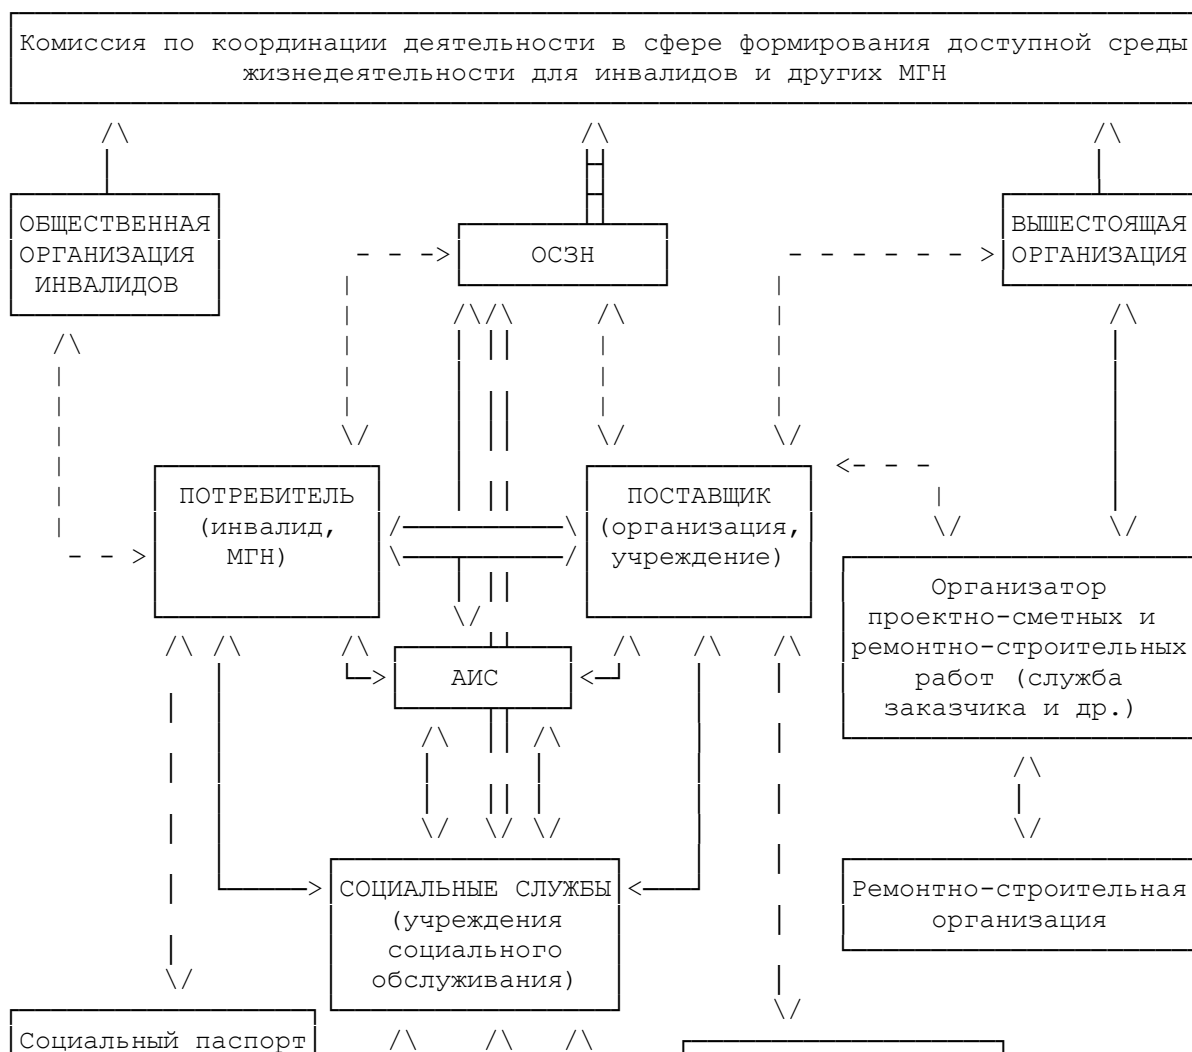 Комиссия по координации деятельности в сфере формирования доступной среды
жизнедеятельности для инвалидов и других МГН
ОБЩЕСТВЕННАЯ
ОРГАНИЗАЦИЯ
ИНВАЛИДОВ
ОСЗН
ВЫШЕСТОЯЩАЯ
ОРГАНИЗАЦИЯ
ПОТРЕБИТЕЛЬ
(инвалид,
МГН)
ПОСТАВЩИК
(организация,
учреждение)
Организатор
проектно-сметных и
ремонтно-строительных
работ (служба
заказчика и др.)
АИС
СОЦИАЛЬНЫЕ СЛУЖБЫ
(учреждения
социального
обслуживания)
Ремонтно-строительная
организация
Социальный паспорт